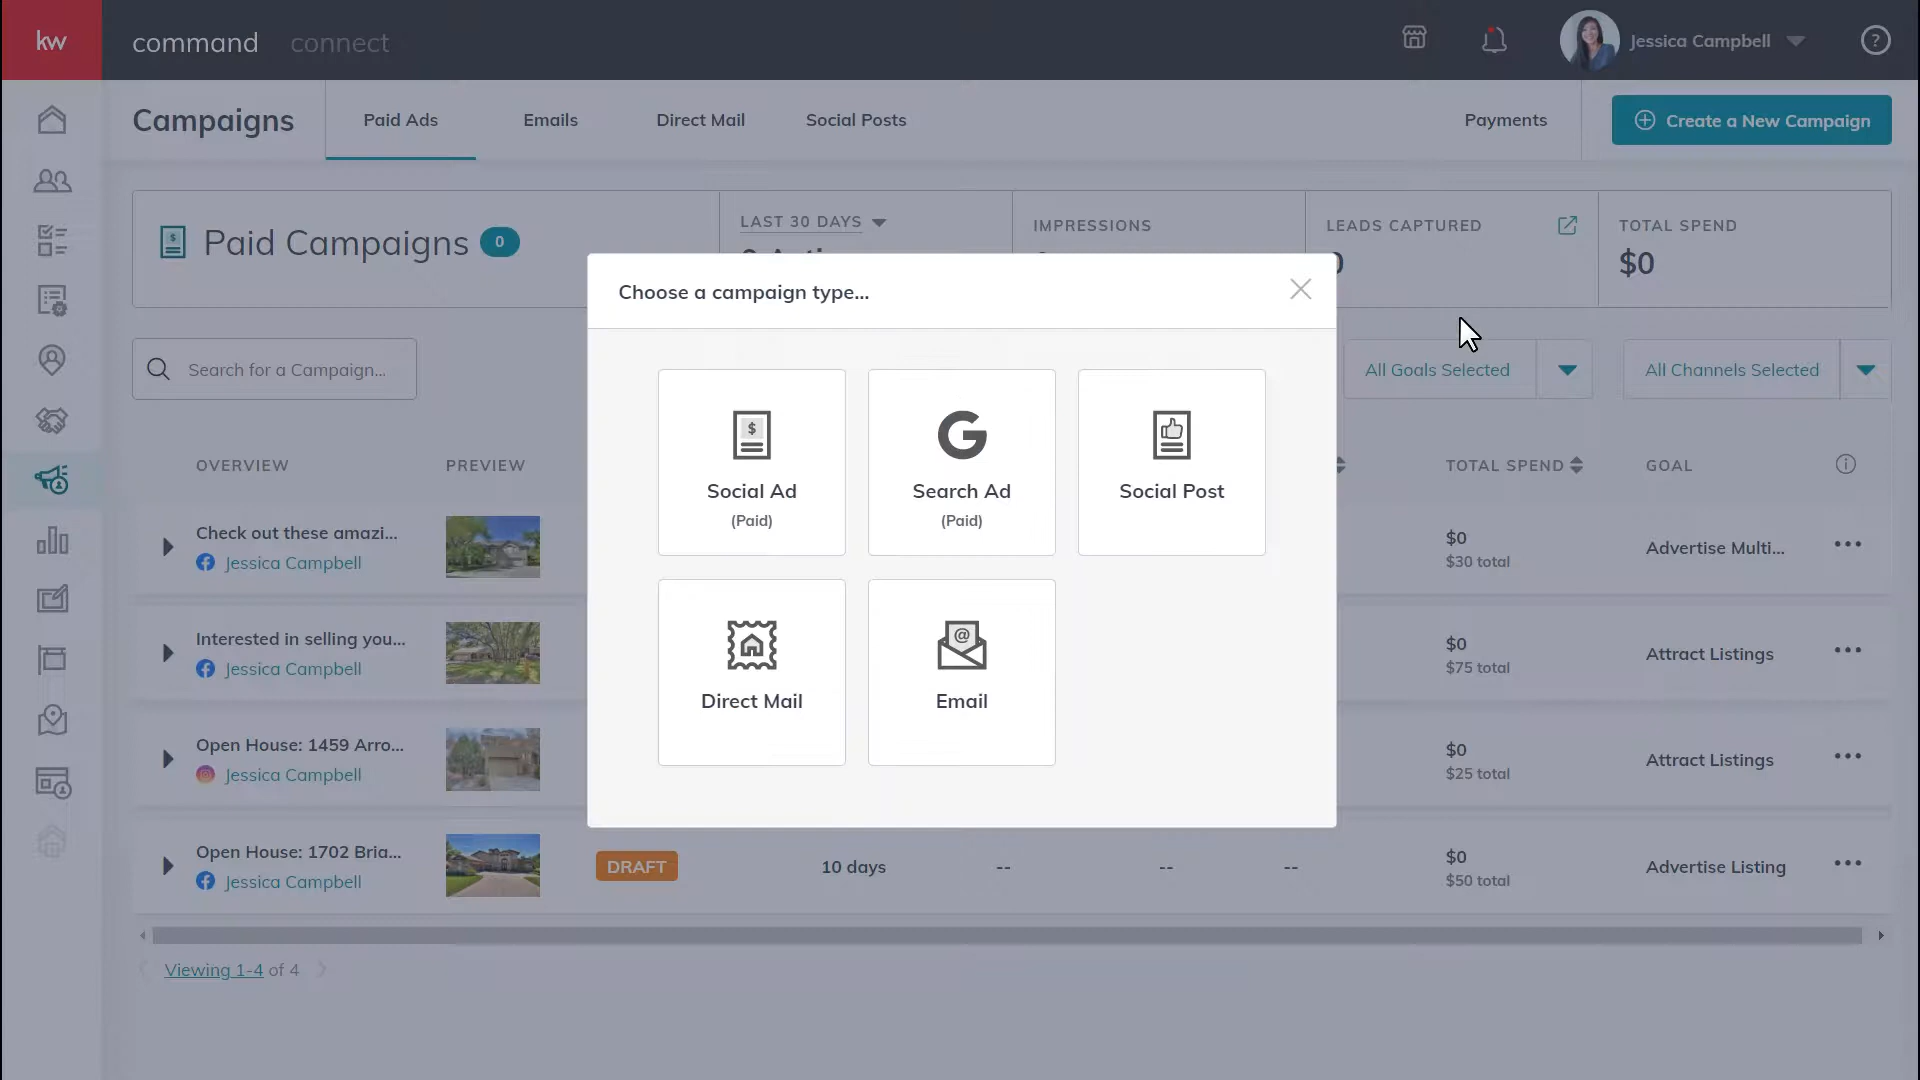 kw
command connect
Jessica Campbell
?
Campaigns
Paid Ads
Emails
Direct Mail
Social Posts
Payments
Create a New Campaign
Paid Campaigns 0
LAST 30 DAYS
IMPRESSIONS
LEADS CAPTURED
TOTAL SPEND
$0
Choose a campaign type...
Search for a Campaign...
All Goals Selected
All Channels Selected
Social Ad
(Paid)
Search Ad
(Paid)
Social Post
Direct Mail
Email
OVERVIEW
PREVIEW
TOTAL SPEND
GOAL
Check out these amazi...
Jessica Campbell
$0
$30 total
Advertise Multi...
Interested in selling you...
Jessica Campbell
$0
$75 total
Attract Listings
Open House: 1459 Arro...
Jessica Campbell
$0
$25 total
Attract Listings
Open House: 1702 Bria...
Jessica Campbell
DRAFT
10 days
--
--
--
$0
$50 total
Advertise Listing
Viewing 1-4 of 4